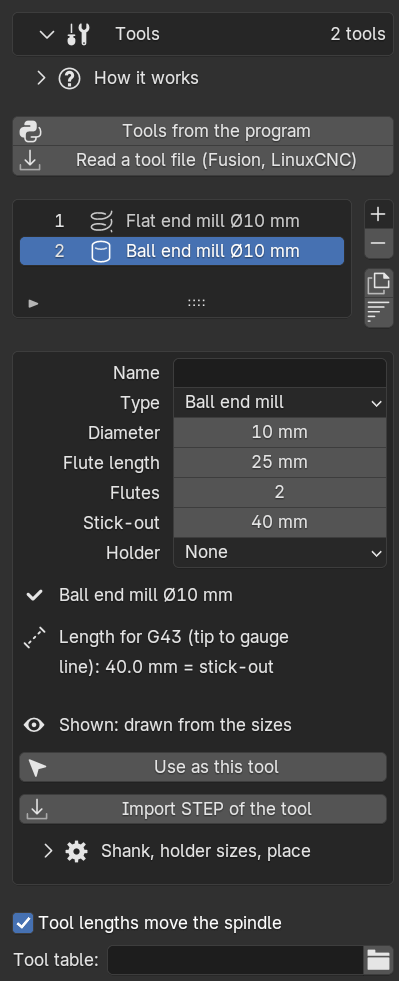 Tools 2 tools
How it works
Tools from the program
Read a tool file (Fusion, LinuxCNC)
1 Flat end mill Ø10 mm
2 Ball end mill Ø10 mm
Name
Type Ball end mill
Diameter 10 mm
Flute length 25 mm
Flutes 2
Stick-out 40 mm
Holder None
Ball end mill Ø10 mm
Length for G43 (tip to gauge
line): 40.0 mm = stick-out
Shown: drawn from the sizes
Use as this tool
Import STEP of the tool
Shank, holder sizes, place
Tool lengths move the spindle
Tool table: